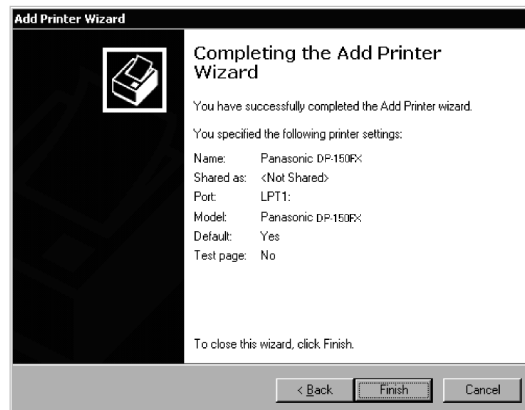 Add Printer Wizard
Completing the Add Printer
Wizard
You have successfully completed the Add Printer wizard.
You specified the following printer settings:
Name: Panasonic DP-150FX
Shared as: <Not Shared>
Port: LPT1:
Model: Panasonic DP-150FX
Default: Yes
Test page: No
To close this wizard, click Finish.
< Back Finish Cancel